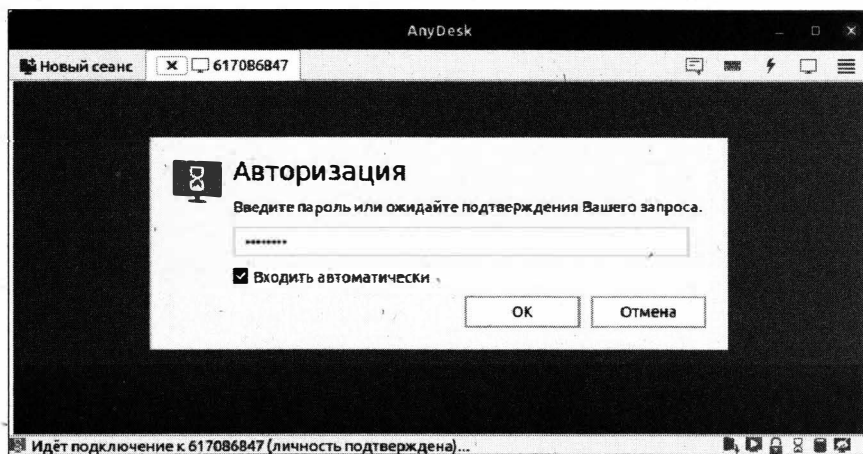 AnyDesk
Новый сеанс 617086847
Авторизация
Введите пароль или ожидайте подтверждения Вашего запроса.
••••••••
Входить автоматически
OK Отмена
Идёт подключение к 617086847 (личность подтверждена)...